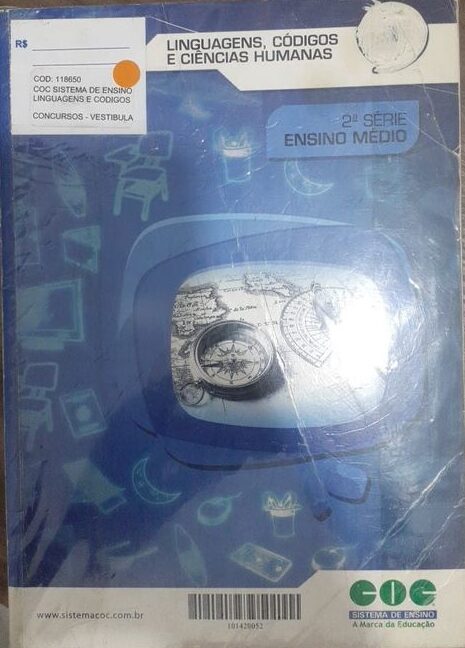 R$
COD: 118650
COC SISTEMA DE ENSINO
LINGUAGENS E CODIGOS
CONCURSOS - VESTIBULA
LINGUAGENS, CÓDIGOS
E CIÊNCIAS HUMANAS
2ª SÉRIE
ENSINO MÉDIO
www.sistemacoc.com.br
101420052
COC
SISTEMA DE ENSINO
A Marca da Educação